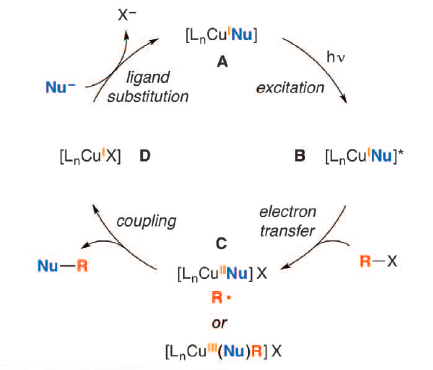 X⁻
[LₙCuᴵNu]
A
hν
Nu⁻
ligand
substitution
excitation
[LₙCuᴵX] D
B [LₙCuᴵNu]*
coupling
electron
transfer
C
Nu—R
R—X
[LₙCuᴵᴵNu]X
R•
or
[LₙCuᴵᴵᴵ(Nu)R]X